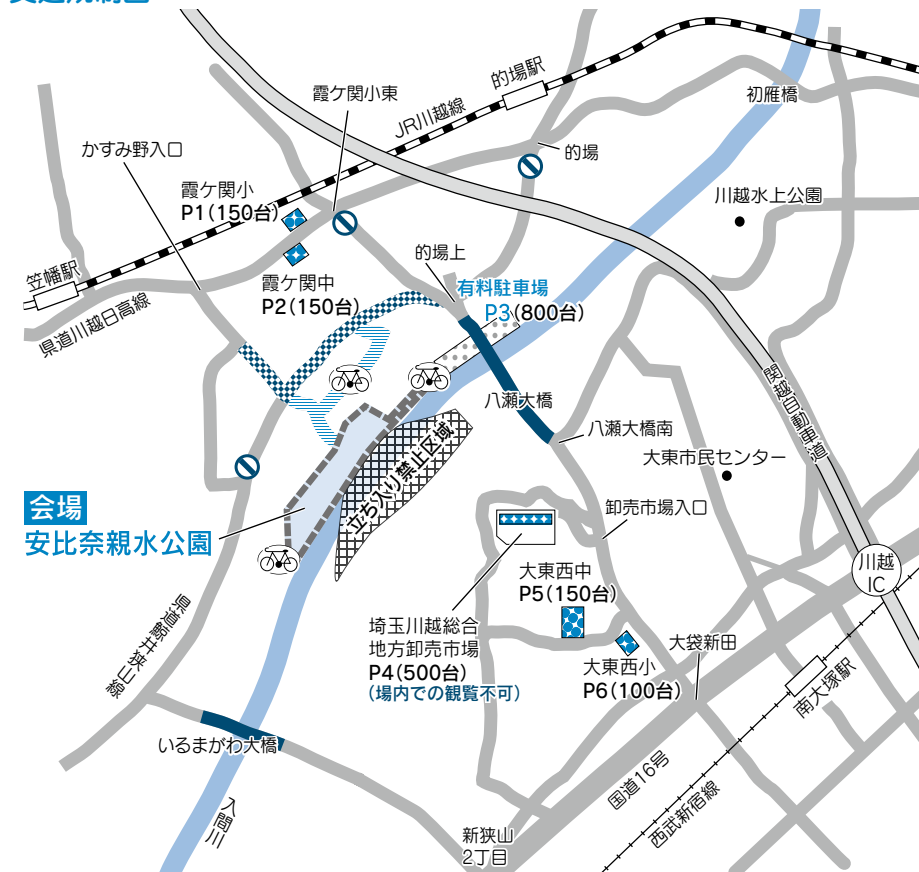 霞ケ関小東
JR川越線
的場駅
初雁橋
かすみ野入口
的場
霞ケ関小
P1(150台)
川越水上公園
笠幡駅
霞ケ関中
P2(150台)
的場上
有料駐車場
P3(800台)
県道川越日高線
関越自動車道
八瀬大橋
八瀬大橋南
大東市民センター
立ち入り禁止区域
会場
安比奈親水公園
卸売市場入口
川越
IC
大東西中
P5(150台)
埼玉川越総合
地方卸売市場
P4(500台)
(場内での観覧不可)
大東西小
P6(100台)
大袋新田
南大塚駅
県道鯨井狭山線
いるまがわ大橋
入間川
国道16号
西武新宿線
新狭山
2丁目